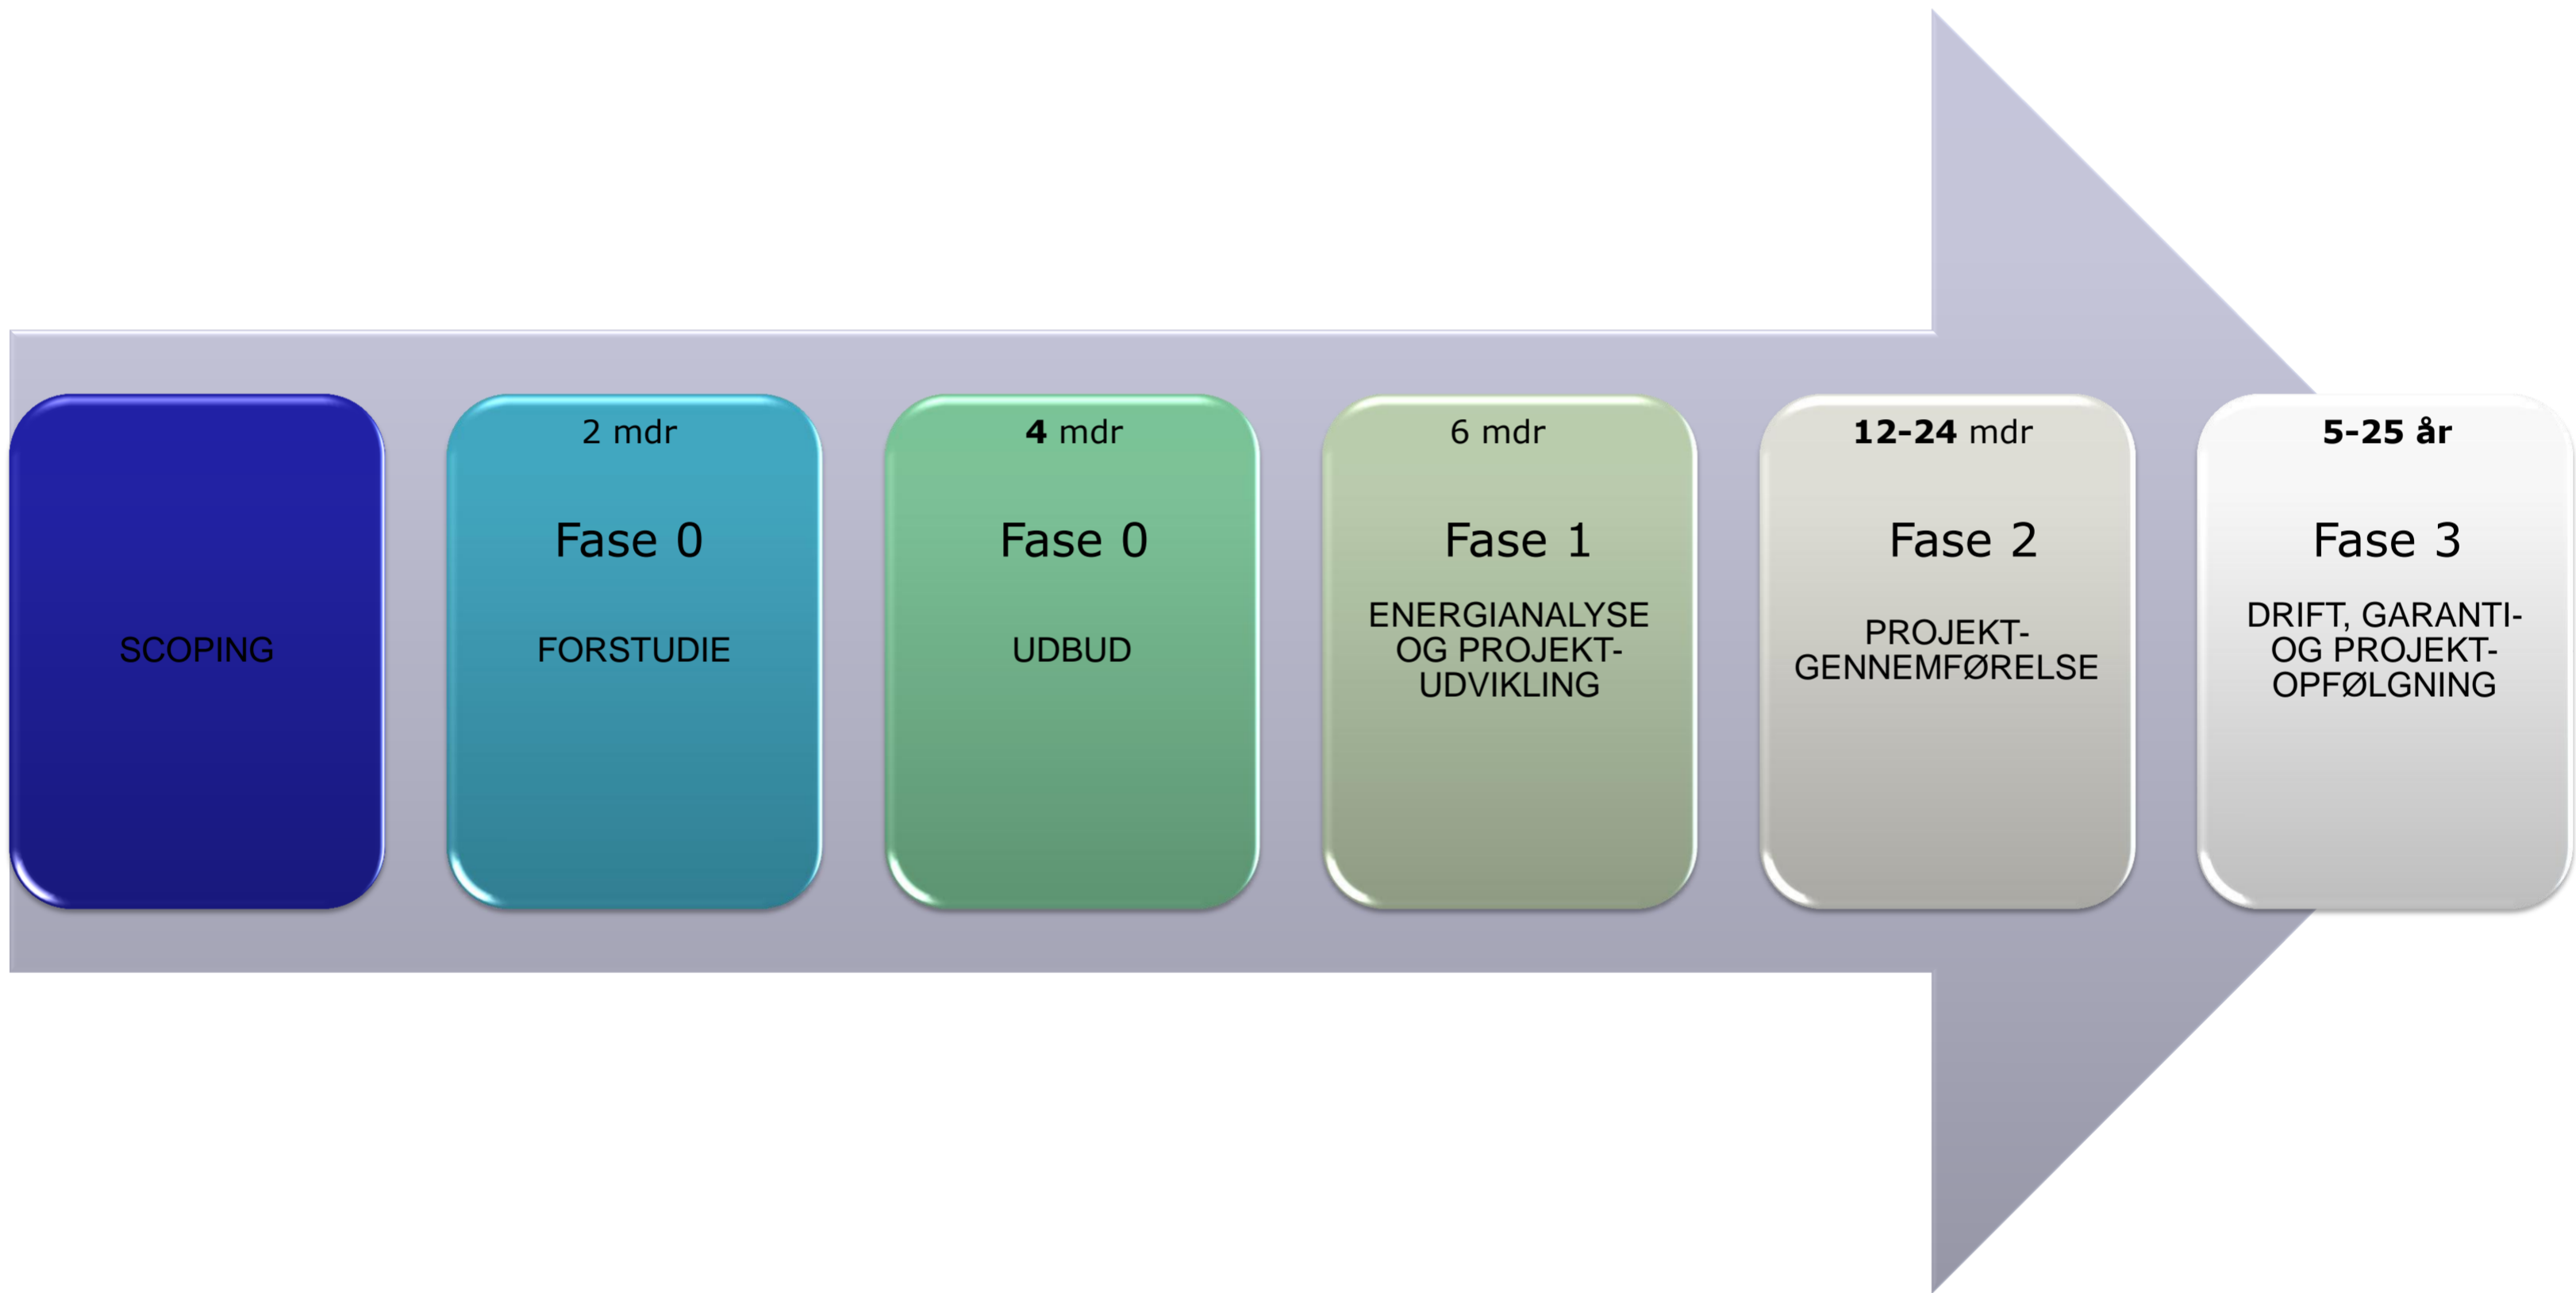 SCOPING
2 mdr
Fase 0
FORSTUDIE
4 mdr
Fase 0
UDBUD
6 mdr
Fase 1
ENERGIANALYSE
OG PROJEKT-
UDVIKLING
12-24 mdr
Fase 2
PROJEKT-
GENNEMFØRELSE
5-25 år
Fase 3
DRIFT, GARANTI-
OG PROJEKT-
OPFØLGNING